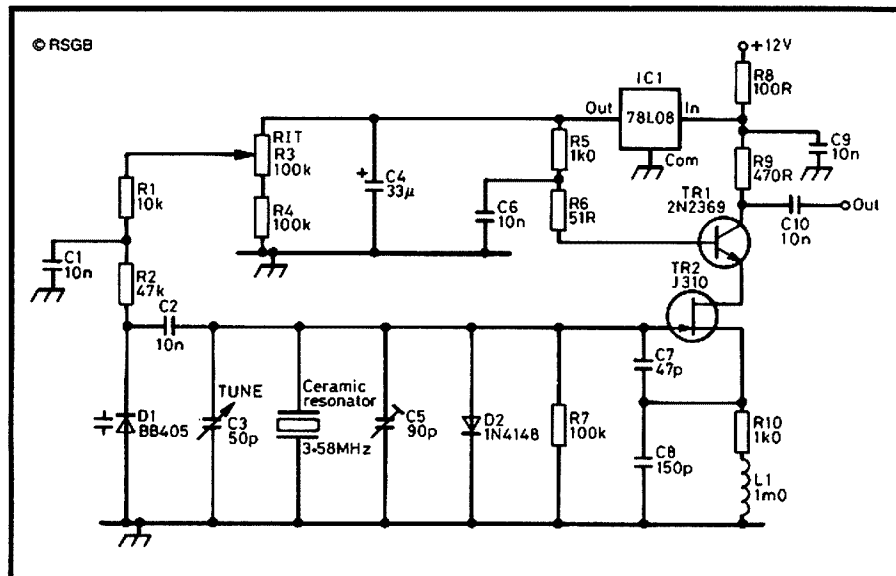 © RSGB
+12V
R8
100R
IC1
Out
78L08
In
Com
C9
10n
RIT
R3
100k
R5
1k0
R9
470R
C4
33μ
TR1
2N2369
C10
10n
Out
R1
10k
R4
100k
C6
10n
R6
51R
C1
10n
R2
47k
TR2
J310
C2
10n
C7
47p
TUNE
C3
50p
Ceramic
resonator
3·58MHz
C5
90p
D2
1N4148
R7
100k
D1
BB405
C8
150p
R10
1k0
L1
1m0